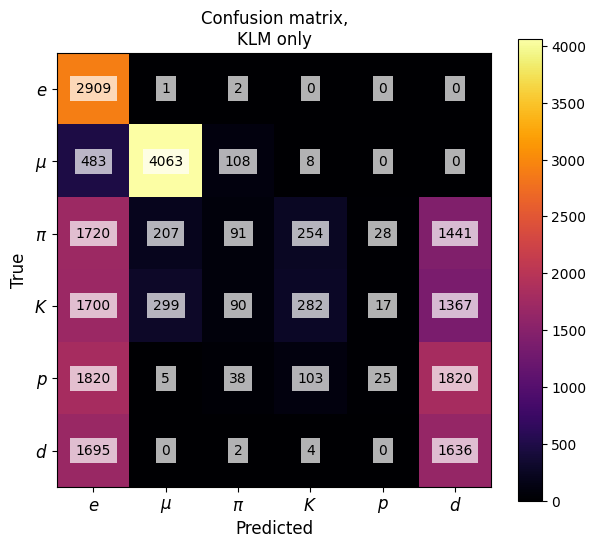 Confusion matrix,
KLM only
e 2909 1 2 0 0 0
μ 483 4063 108 8 0 0
π 1720 207 91 254 28 1441
K 1700 299 90 282 17 1367
p 1820 5 38 103 25 1820
d 1695 0 2 4 0 1636
e μ π K p d
Predicted
True
4000
3500
3000
2500
2000
1500
1000
500
0